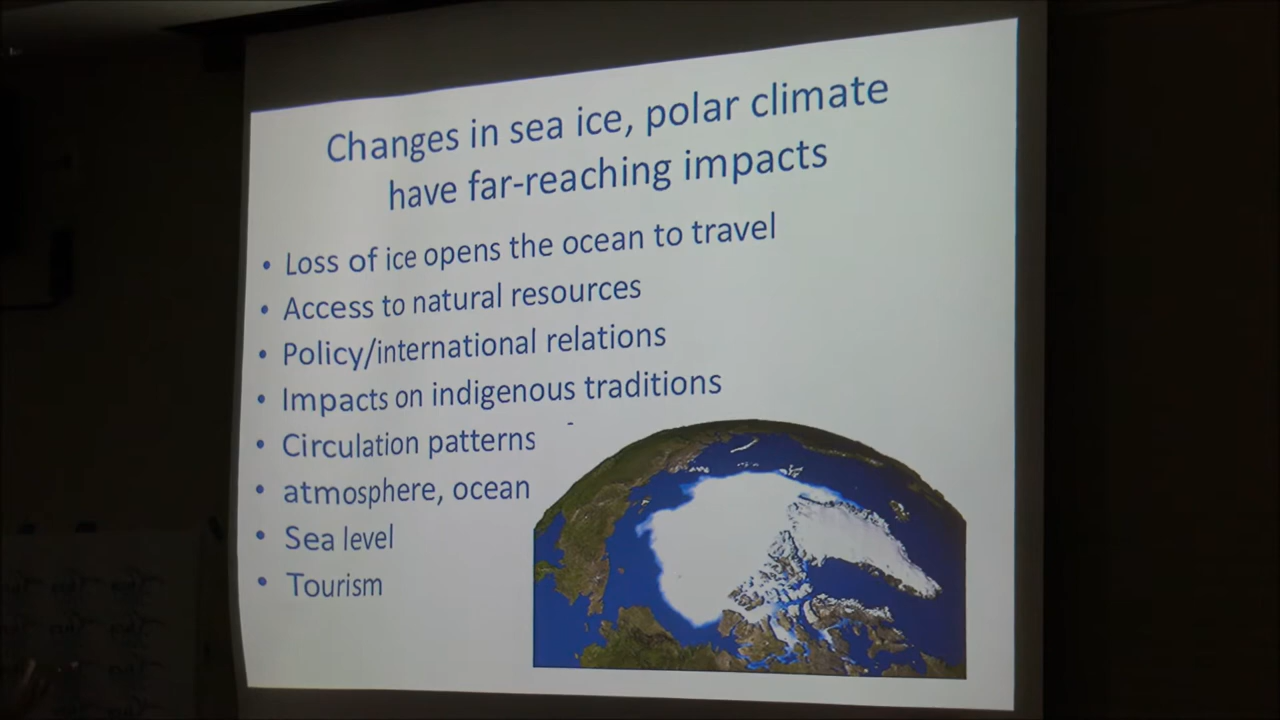 Changes in sea ice, polar climate
have far-reaching impacts
• Loss of ice opens the ocean to travel
• Access to natural resources
• Policy/international relations
• Impacts on indigenous traditions
• Circulation patterns
• atmosphere, ocean
• Sea level
• Tourism